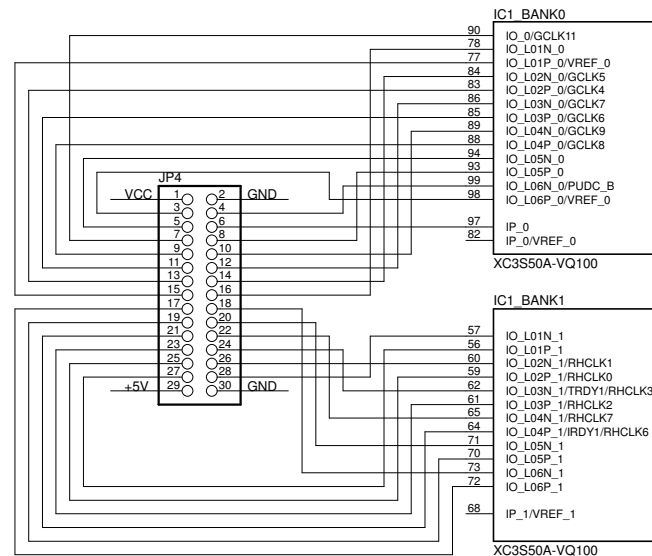 IC1_BANK0
90 IO_0/GCLK11
78 IO_L01N_0
77 IO_L01P_0/VREF_0
84 IO_L02N_0/GCLK5
83 IO_L02P_0/GCLK4
86 IO_L03N_0/GCLK7
85 IO_L03P_0/GCLK6
89 IO_L04N_0/GCLK9
88 IO_L04P_0/GCLK8
94 IO_L05N_0
93 IO_L05P_0
99 IO_L06N_0/PUDC_B
98 IO_L06P_0/VREF_0
97 IP_0
82 IP_0/VREF_0
XC3S50A-VQ100
JP4
VCC 1 2 GND
3 4
5 6
7 8
9 10
11 12
13 14
15 16
17 18
19 20
21 22
23 24
25 26
27 28
+5V 29 30 GND
IC1_BANK1
57 IO_L01N_1
56 IO_L01P_1
60 IO_L02N_1/RHCLK1
59 IO_L02P_1/RHCLK0
62 IO_L03N_1/TRDY1/RHCLK3
61 IO_L03P_1/RHCLK2
65 IO_L04N_1/RHCLK7
64 IO_L04P_1/IRDY1/RHCLK6
71 IO_L05N_1
70 IO_L05P_1
73 IO_L06N_1
72 IO_L06P_1
68 IP_1/VREF_1
XC3S50A-VQ100